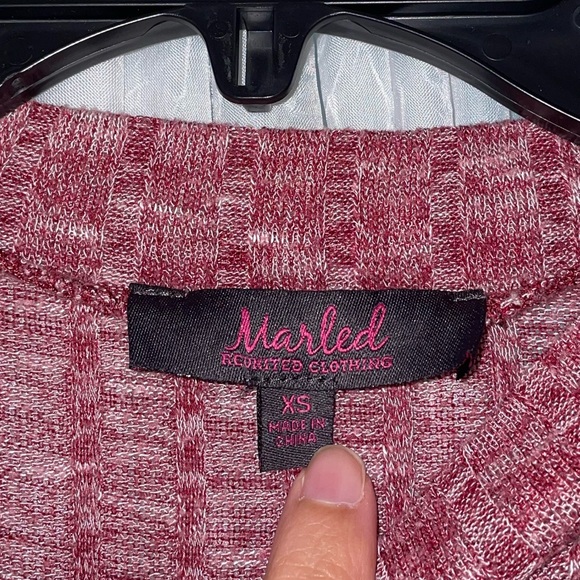 Marled
REUNITED CLOTHING
XS
MADE IN
CHINA